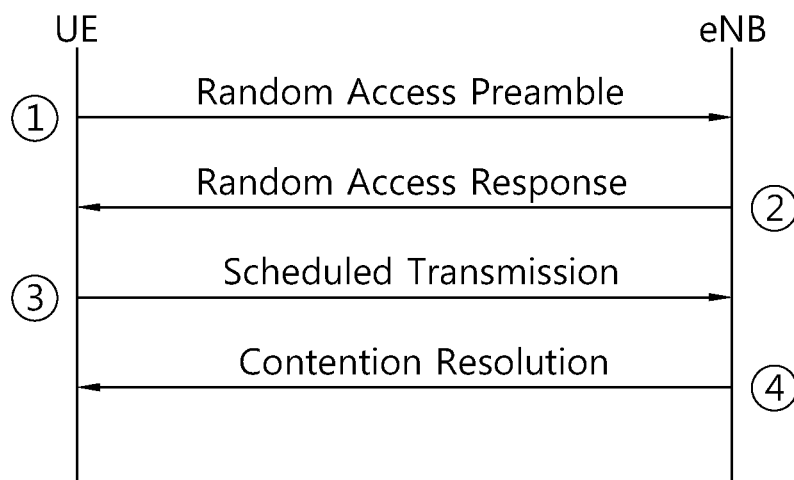 UE eNB
Random Access Preamble
①
Random Access Response
②
Scheduled Transmission
③
Contention Resolution
④